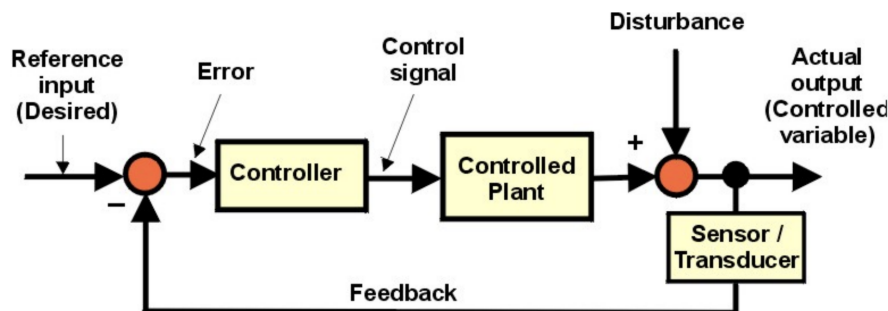 Disturbance
Reference
input
(Desired)
Error
Control
signal
Actual
output
(Controlled
variable)
+
Controller
Controlled
Plant
–
Sensor /
Transducer
Feedback